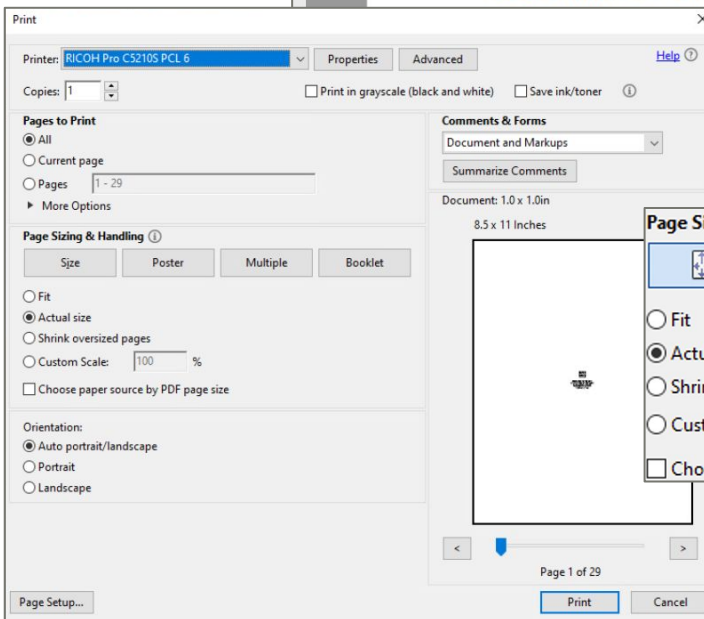 Print
Printer: RICOH Pro C5210S PCL 6
Properties
Advanced
Help
Copies: 1
Print in grayscale (black and white)
Save ink/toner
Pages to Print
All
Current page
Pages 1 - 29
More Options
Comments & Forms
Document and Markups
Summarize Comments
Page Sizing & Handling
Size
Poster
Multiple
Booklet
Fit
Actual size
Shrink oversized pages
Custom Scale: 100 %
Choose paper source by PDF page size
Orientation:
Auto portrait/landscape
Portrait
Landscape
Document: 1.0 x 1.0in
8.5 x 11 Inches
Page Si
Fit
Actu
Shrin
Cust
Cho
<
>
Page 1 of 29
Page Setup...
Print
Cancel